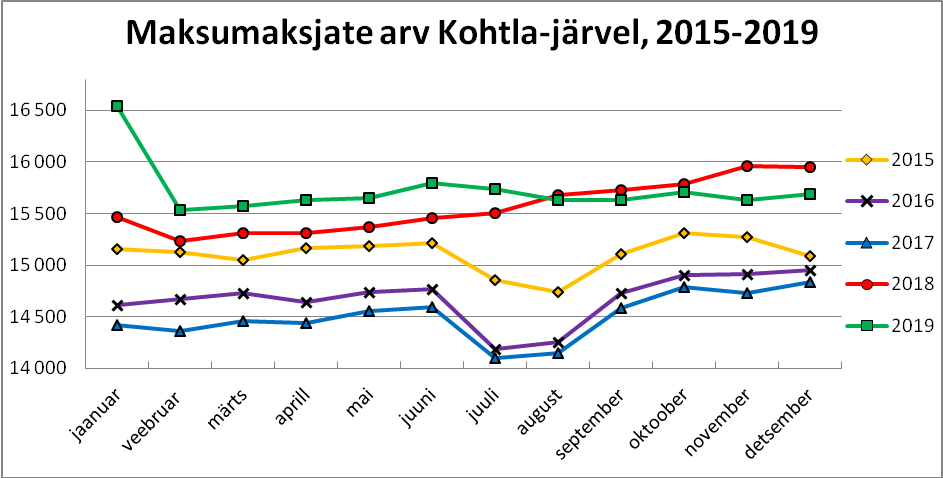 Maksumaksjate arv Kohtla-järvel, 2015-2019
16 500
16 000
15 500
15 000
14 500
14 000
jaanuar
veebruar
märts
aprill
mai
juuni
juuli
august
september
oktoober
november
detsember
2015
2016
2017
2018
2019